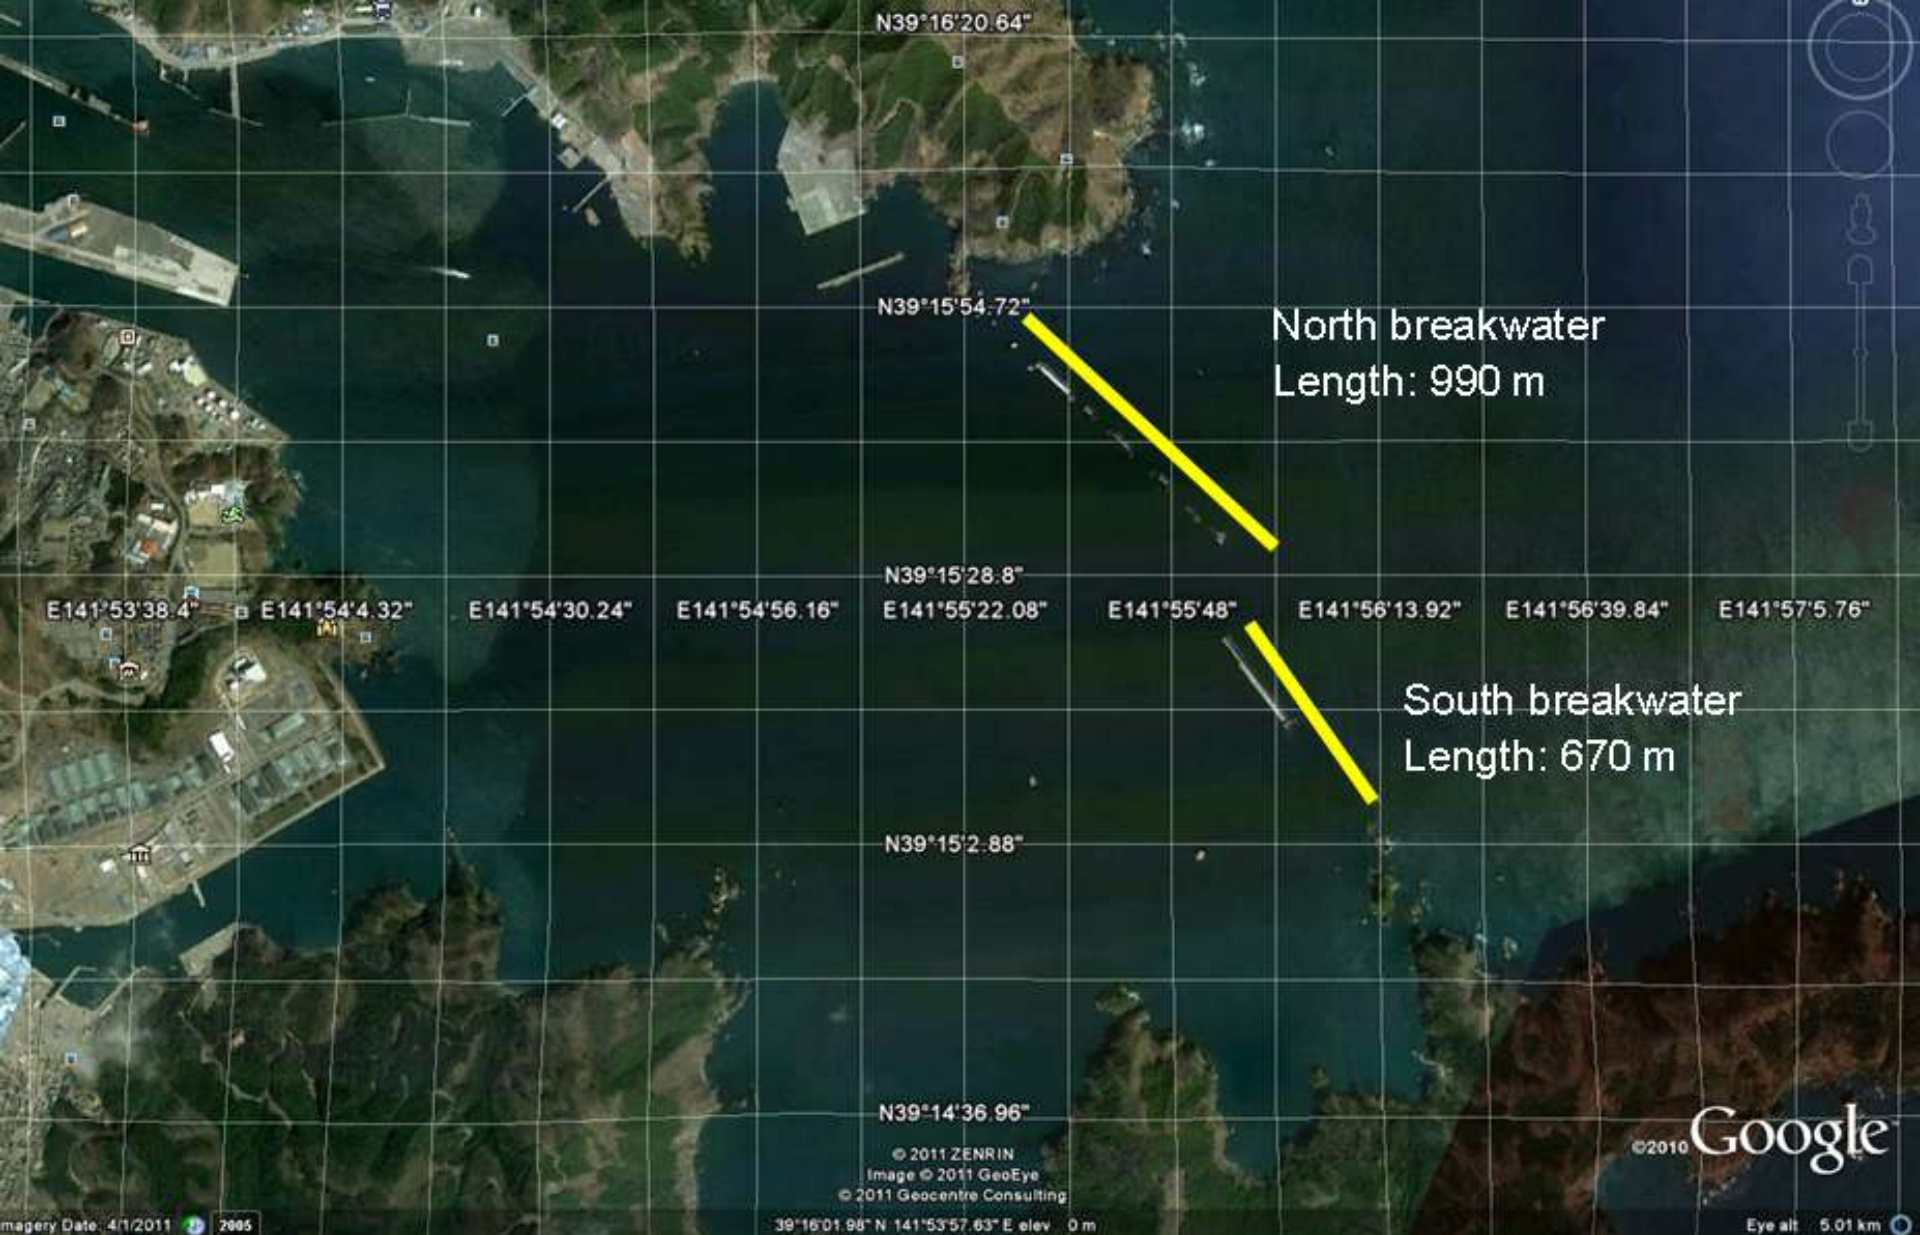 N39°16'20.64"
N39°15'54.72"
North breakwater
Length: 990 m
N39°15'28.8"
E141°53'38.4" E141°54'4.32" E141°54'30.24" E141°54'56.16" E141°55'22.08" E141°55'48" E141°56'13.92" E141°56'39.84" E141°57'5.76"
South breakwater
Length: 670 m
N39°15'2.88"
N39°14'36.96"
©2010 Google
© 2011 ZENRIN
Image © 2011 GeoEye
© 2011 Geocentre Consulting
magery Date: 4/1/2011 2005 39°16'01.98" N 141°53'57.63" E elev 0 m Eye alt 5.01 km